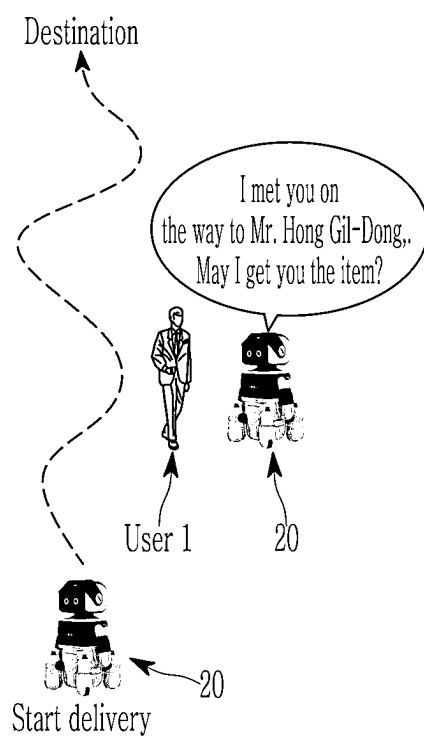 Destination
I met you on
the way to Mr. Hong Gil-Dong,.
May I get you the item?
User 1
20
20
Start delivery